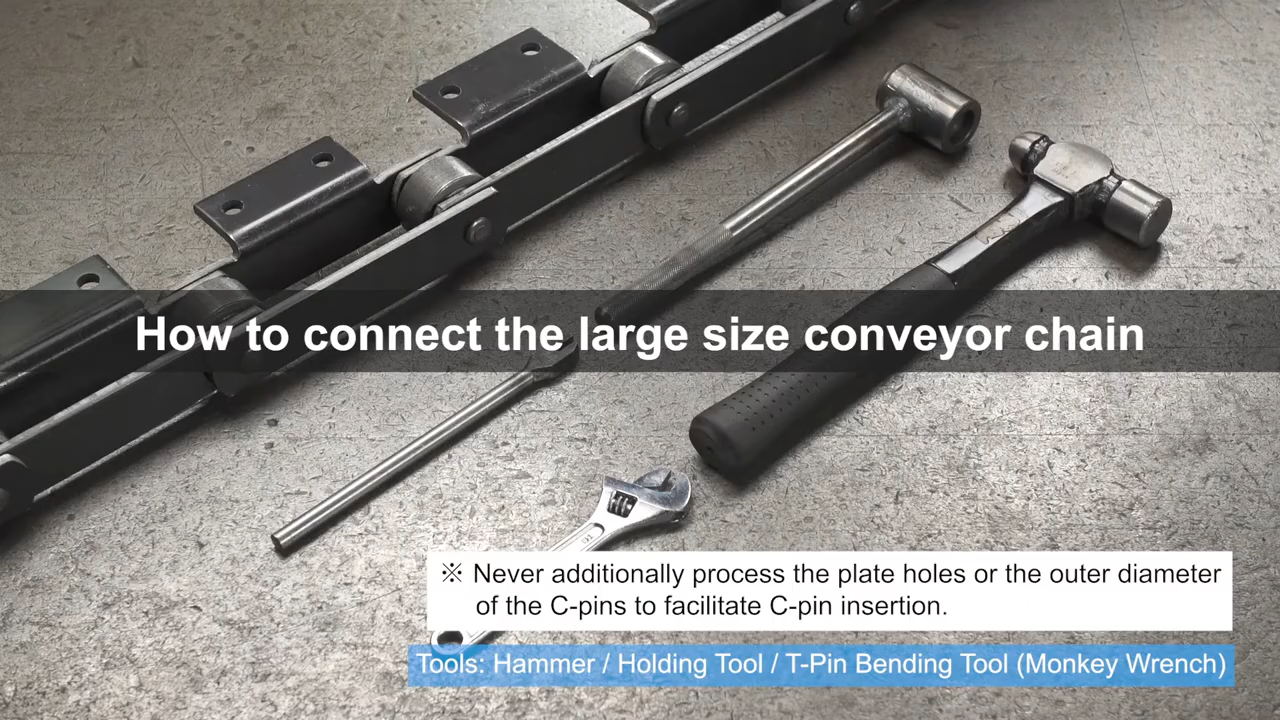 How to connect the large size conveyor chain
※ Never additionally process the plate holes or the outer diameter
of the C-pins to facilitate C-pin insertion.
Tools: Hammer / Holding Tool / T-Pin Bending Tool (Monkey Wrench)